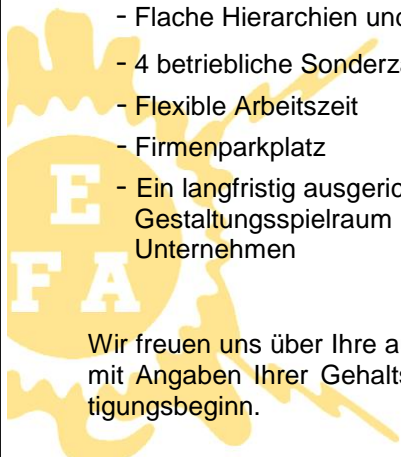 - Flache Hierarchien und
- 4 betriebliche Sonderza
- Flexible Arbeitszeit
- Firmenparkplatz
- Ein langfristig ausgeric
Gestaltungsspielraum
Unternehmen
E
F A
Wir freuen uns über Ihre a
mit Angaben Ihrer Gehalts
tigungsbeginn.